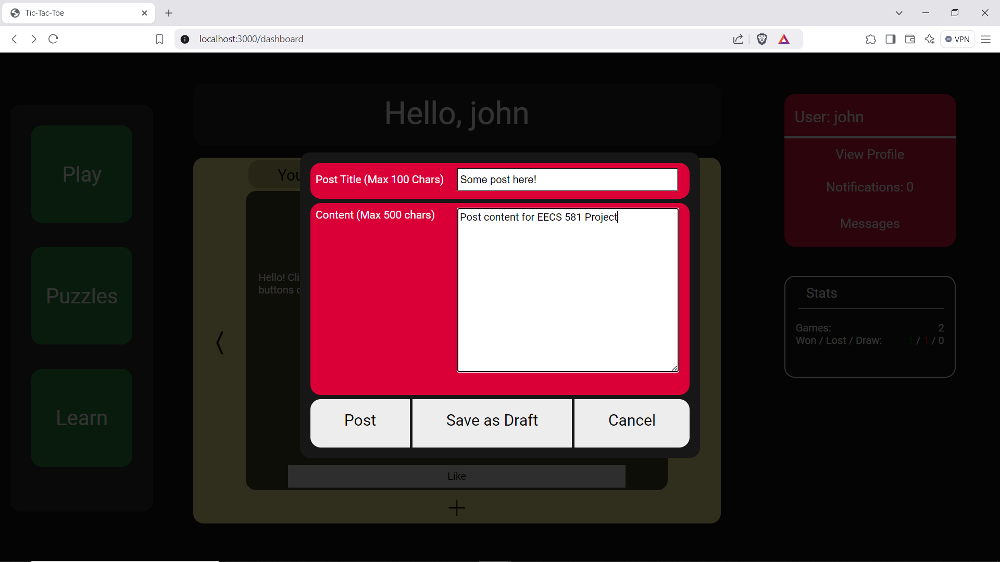 Tic-Tac-Toe
localhost:3000/dashboard
VPN
Hello, john
Play
Puzzles
Learn
You
Hello! Cli
buttons
Post Title (Max 100 Chars)
Some post here!
Content (Max 500 chars)
Post content for EECS 581 Project
Post
Save as Draft
Cancel
Like
+
User: john
View Profile
Notifications: 0
Messages
Stats
Games: 2
Won / Lost / Draw: 1 / 1 / 0